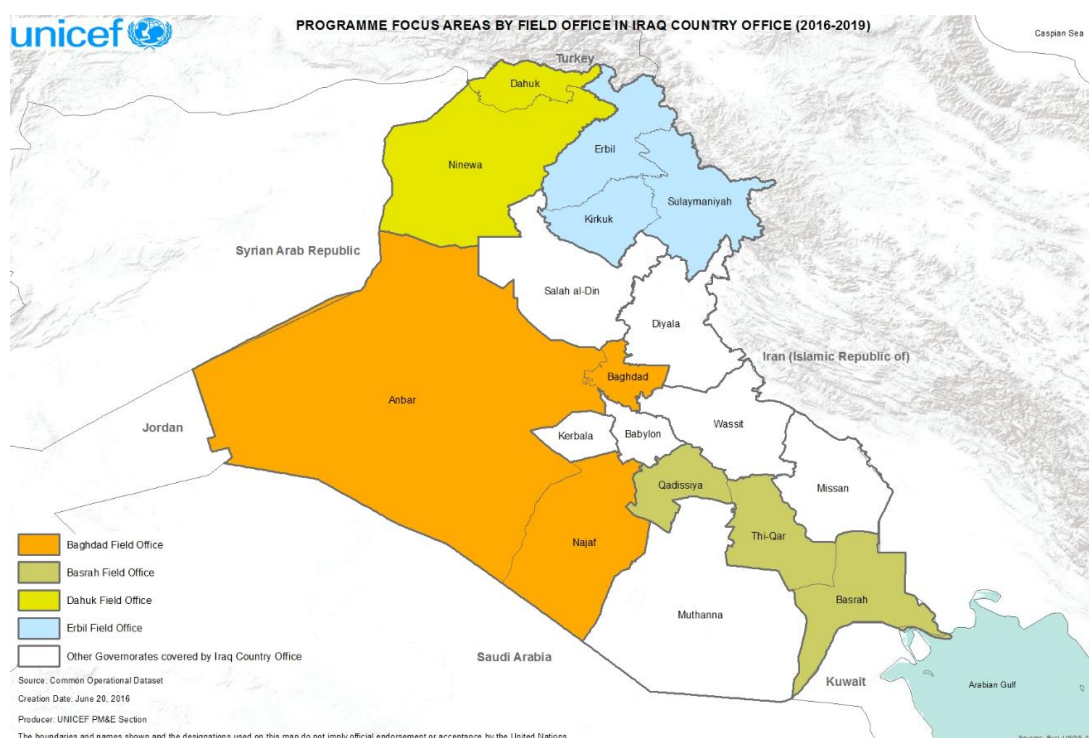 unicef
PROGRAMME FOCUS AREAS BY FIELD OFFICE IN IRAQ COUNTRY OFFICE (2016-2019)
Caspian Sea
Turkey
Dahuk
Ninewa
Erbil
Sulaymaniyah
Kirkuk
Syrian Arab Republic
Salah al-Din
Diyala
Iran (Islamic Republic of)
Baghdad
Anbar
Jordan
Kerbala
Babylon
Wassit
Qadissiya
Missan
Najaf
Thi-Qar
Basrah
Muthanna
Saudi Arabia
Kuwait
Arabian Gulf
Baghdad Field Office
Basrah Field Office
Dahuk Field Office
Erbil Field Office
Other Governorates covered by Iraq Country Office
Source: Common Operational Dataset
Creation Date: June 20, 2016
Producer: UNICEF PM&E Section
The boundaries and names shown and the designations used on this map do not imply official endorsement or acceptance by the United Nations